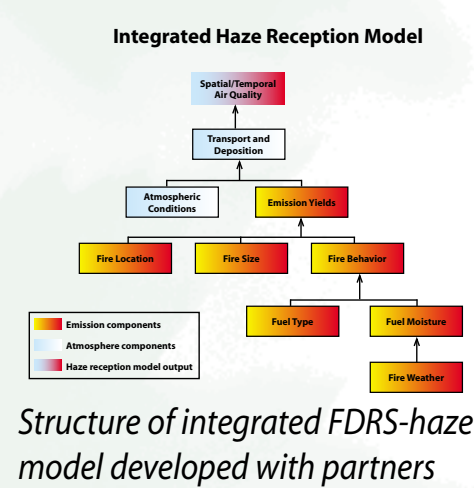 Integrated Haze Reception Model
Spatial/Temporal
Air Quality
Transport and
Deposition
Atmospheric
Conditions
Emission Yields
Fire Location
Fire Size
Fire Behavior
Fuel Type
Fuel Moisture
Fire Weather
Emission components
Atmosphere components
Haze reception model output
Structure of integrated FDRS-haze
model developed with partners